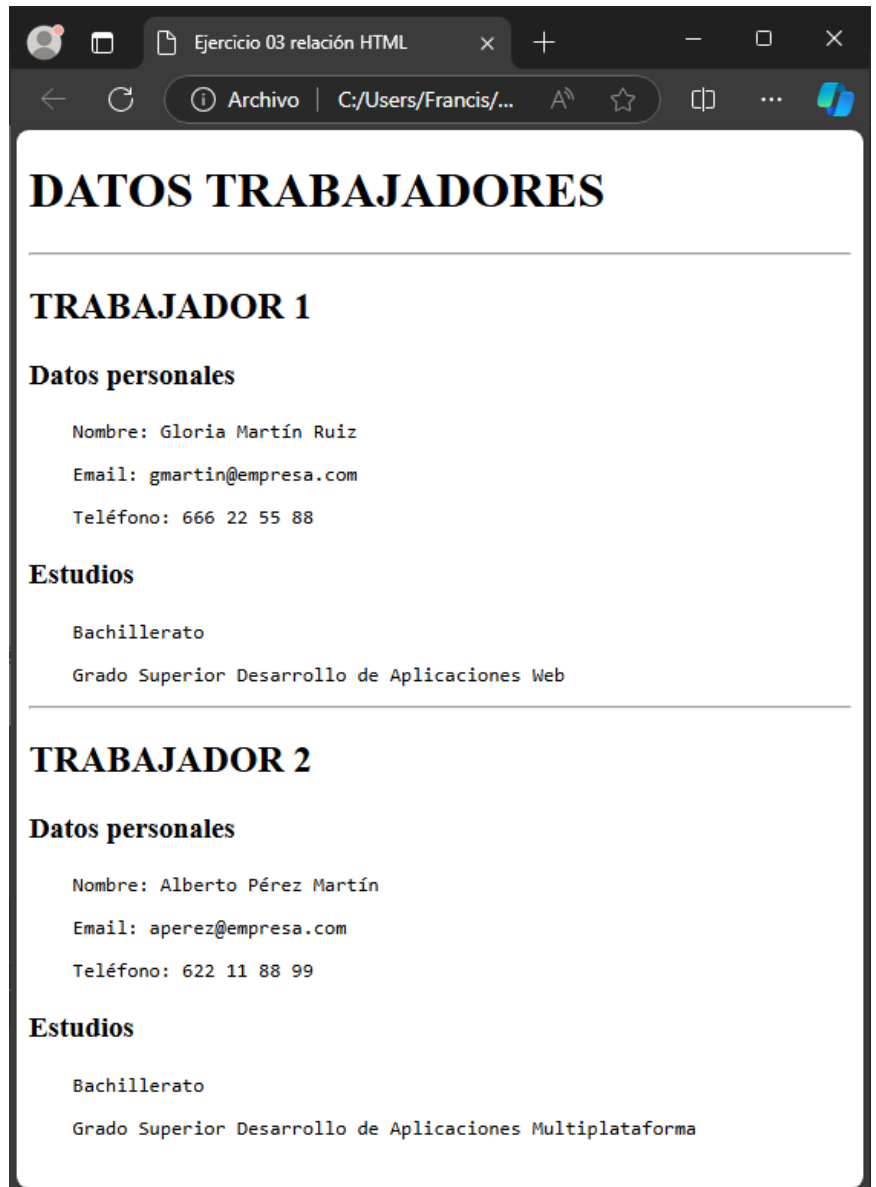 Ejercicio 03 relación HTML
Archivo | C:/Users/Francis/...
DATOS TRABAJADORES
TRABAJADOR 1
Datos personales
Nombre: Gloria Martín Ruiz
Email: gmartin@empresa.com
Teléfono: 666 22 55 88
Estudios
Bachillerato
Grado Superior Desarrollo de Aplicaciones Web
TRABAJADOR 2
Datos personales
Nombre: Alberto Pérez Martín
Email: aperez@empresa.com
Teléfono: 622 11 88 99
Estudios
Bachillerato
Grado Superior Desarrollo de Aplicaciones Multiplataforma